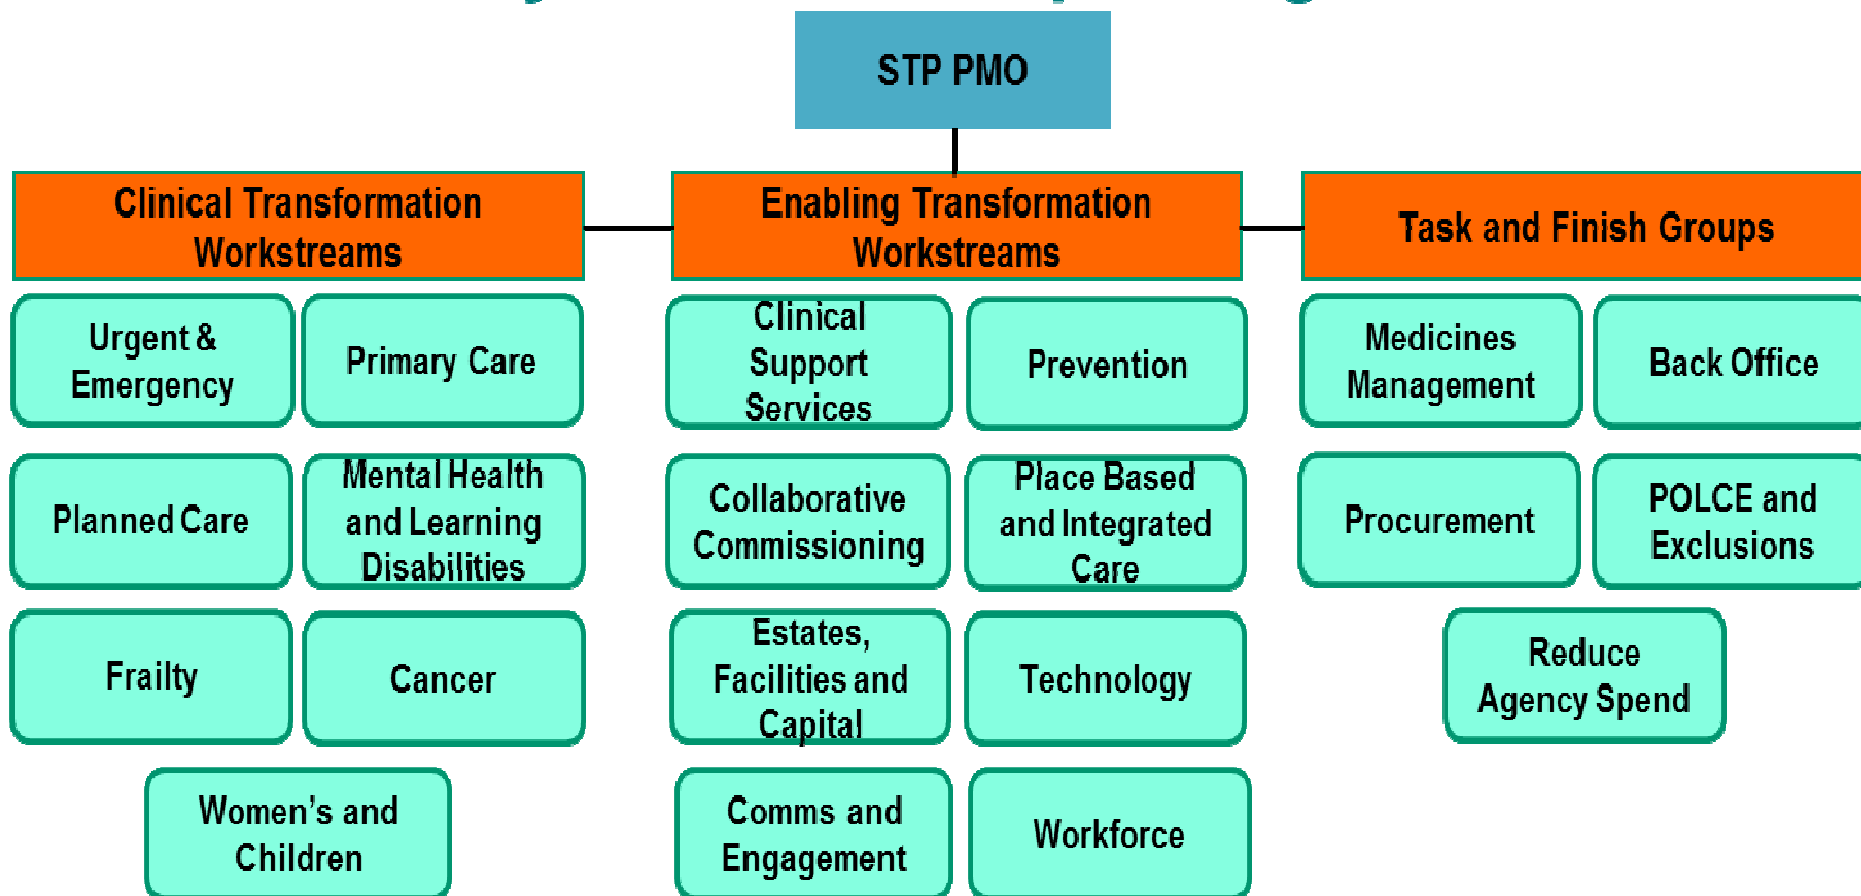 STP PMO
Clinical Transformation
Workstreams
Enabling Transformation
Workstreams
Task and Finish Groups
Urgent &
Emergency
Primary Care
Planned Care
Mental Health
and Learning
Disabilities
Frailty
Cancer
Women's and
Children
Clinical
Support
Services
Prevention
Collaborative
Commissioning
Place Based
and Integrated
Care
Estates,
Facilities and
Capital
Technology
Comms and
Engagement
Workforce
Medicines
Management
Back Office
Procurement
POLCE and
Exclusions
Reduce
Agency Spend